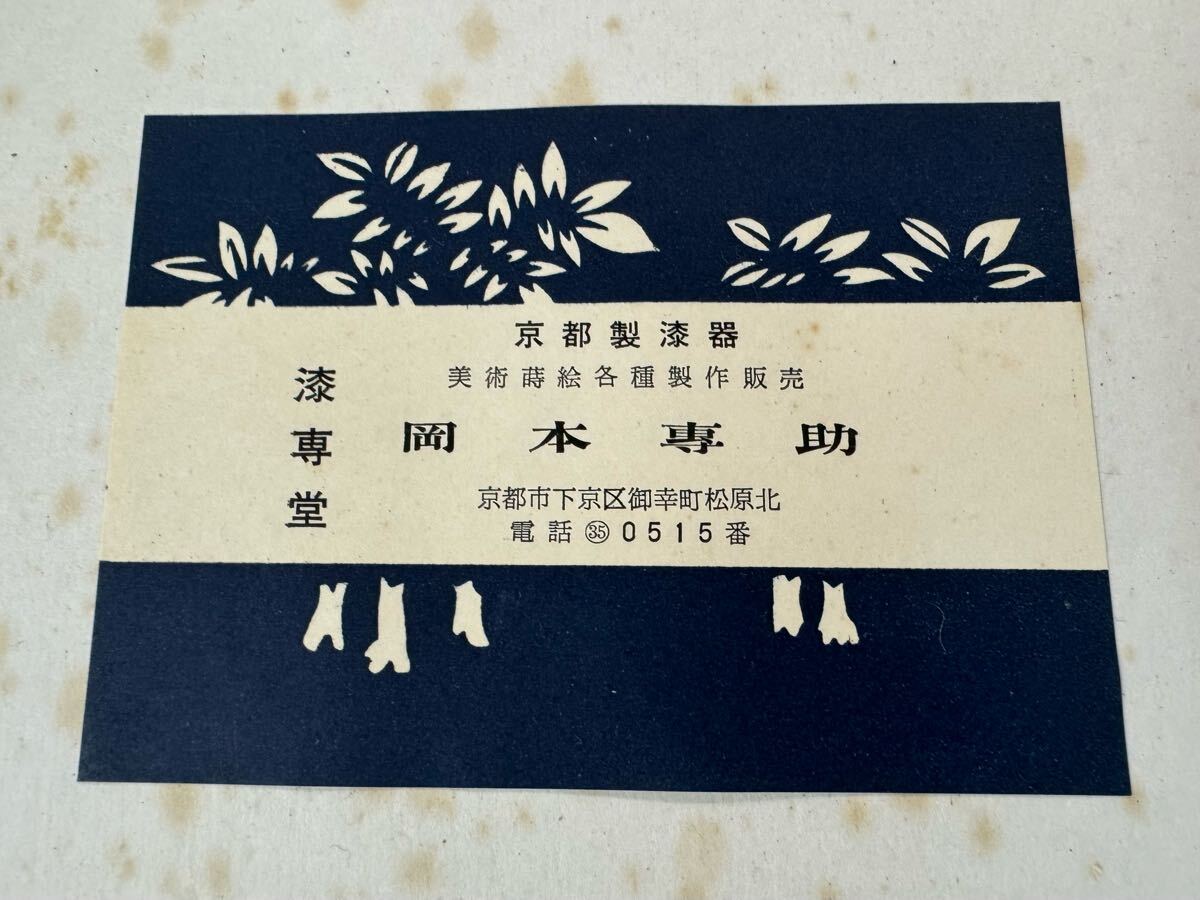 京都製漆器
美術蒔絵各種製作販売
漆専堂
岡本專助
京都市下京区御幸町松原北
電話㉟0515番